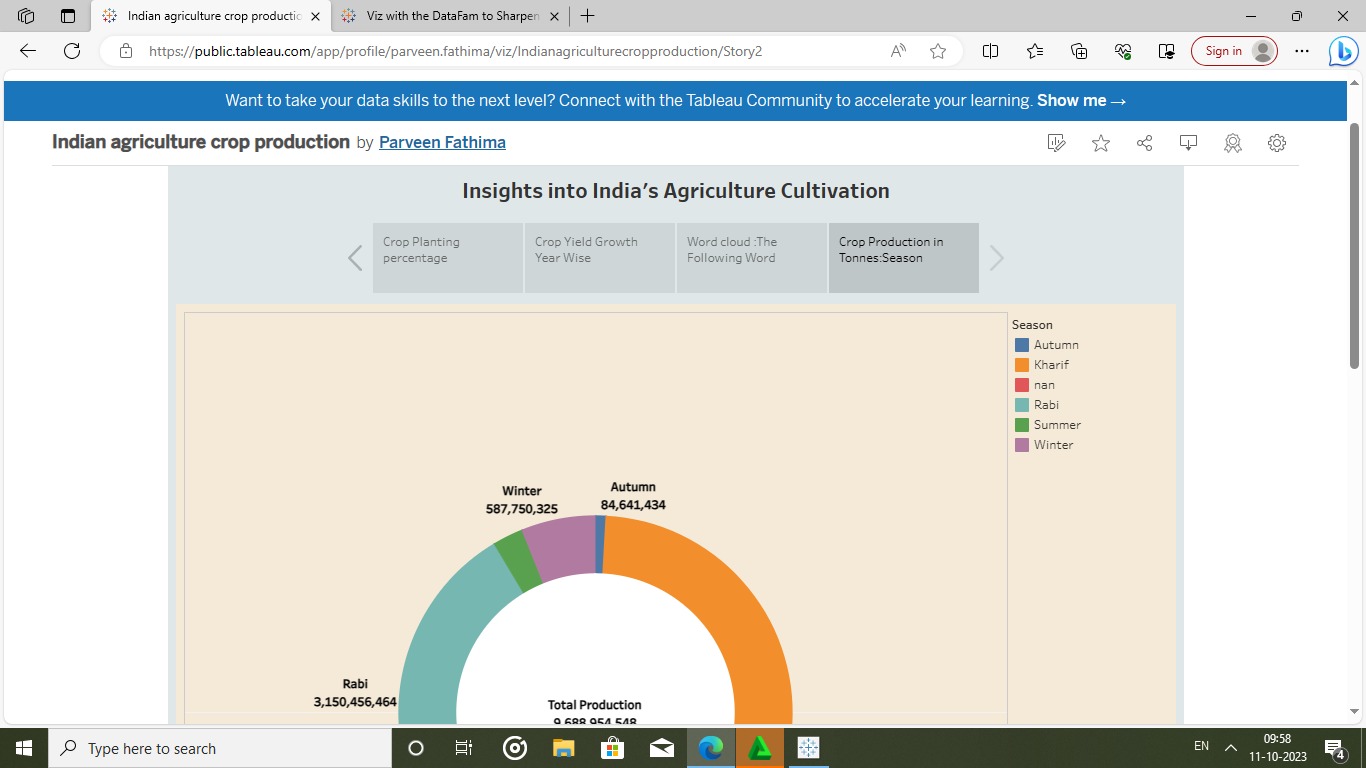 Indian agriculture crop productio
Viz with the DataFam to Sharpen
https://public.tableau.com/app/profile/parveen.fathima/viz/Indianagriculturecropproduction/Story2
Sign in
Want to take your data skills to the next level? Connect with the Tableau Community to accelerate your learning. Show me →
Indian agriculture crop production by Parveen Fathima
Insights into India’s Agriculture Cultivation
Crop Planting
percentage
Crop Yield Growth
Year Wise
Word cloud :The
Following Word
Crop Production in
Tonnes:Season
Season
Autumn
Kharif
nan
Rabi
Summer
Winter
Winter
587,750,325
Autumn
84,641,434
Rabi
3,150,456,464
Total Production
9,688,954,548
Type here to search
EN
09:58
11-10-2023
4